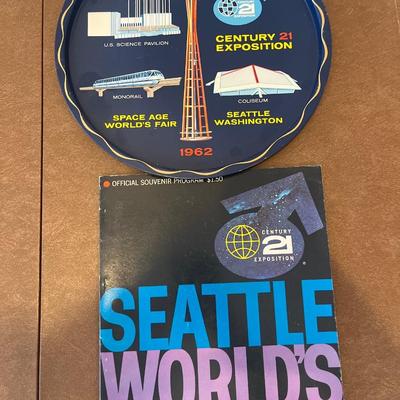 21
U.S. SCIENCE PAVILION
CENTURY 21
EXPOSITION
MONORAIL
COLISEUM
SPACE AGE
WORLD'S FAIR
SEATTLE
WASHINGTON
1962
OFFICIAL SOUVENIR PROGRAM $1.50
CENTURY
21
EXPOSITION
SEATTLE
WORLD'S